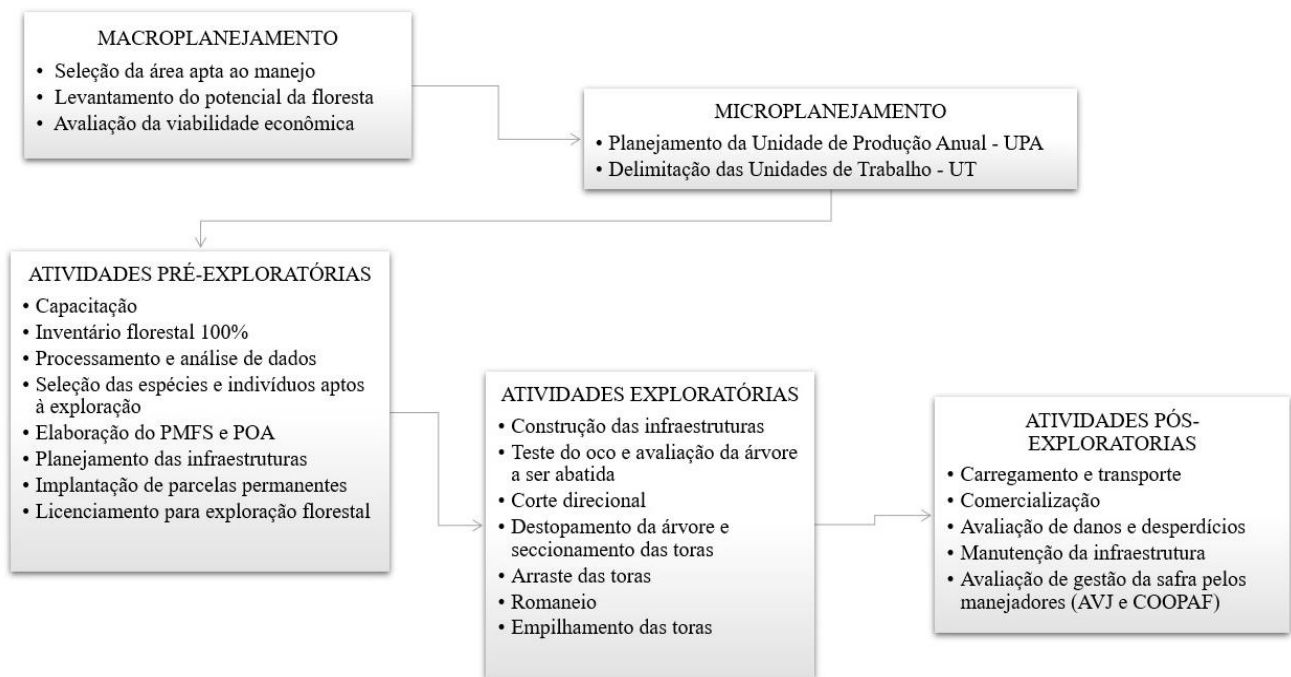 MACROPLANEJAMENTO
• Seleção da área apta ao manejo
• Levantamento do potencial da floresta
• Avaliação da viabilidade econômica
MICROPLANEJAMENTO
• Planejamento da Unidade de Produção Anual - UPA
• Delimitação das Unidades de Trabalho - UT
ATIVIDADES PRÉ-EXPLORATÓRIAS
• Capacitação
• Inventário florestal 100%
• Processamento e análise de dados
• Seleção das espécies e indivíduos aptos
à exploração
• Elaboração do PMFS e POA
• Planejamento das infraestruturas
• Implantação de parcelas permanentes
• Licenciamento para exploração florestal
ATIVIDADES EXPLORATÓRIAS
• Construção das infraestruturas
• Teste do oco e avaliação da árvore
a ser abatida
• Corte direcional
• Destopamento da árvore e
seccionamento das toras
• Arraste das toras
• Romaneio
• Empilhamento das toras
ATIVIDADES PÓS-
EXPLORATORIAS
• Carregamento e transporte
• Comercialização
• Avaliação de danos e desperdícios
• Manutenção da infraestrutura
• Avaliação de gestão da safra pelos
manejadores (AVJ e COOPAF)